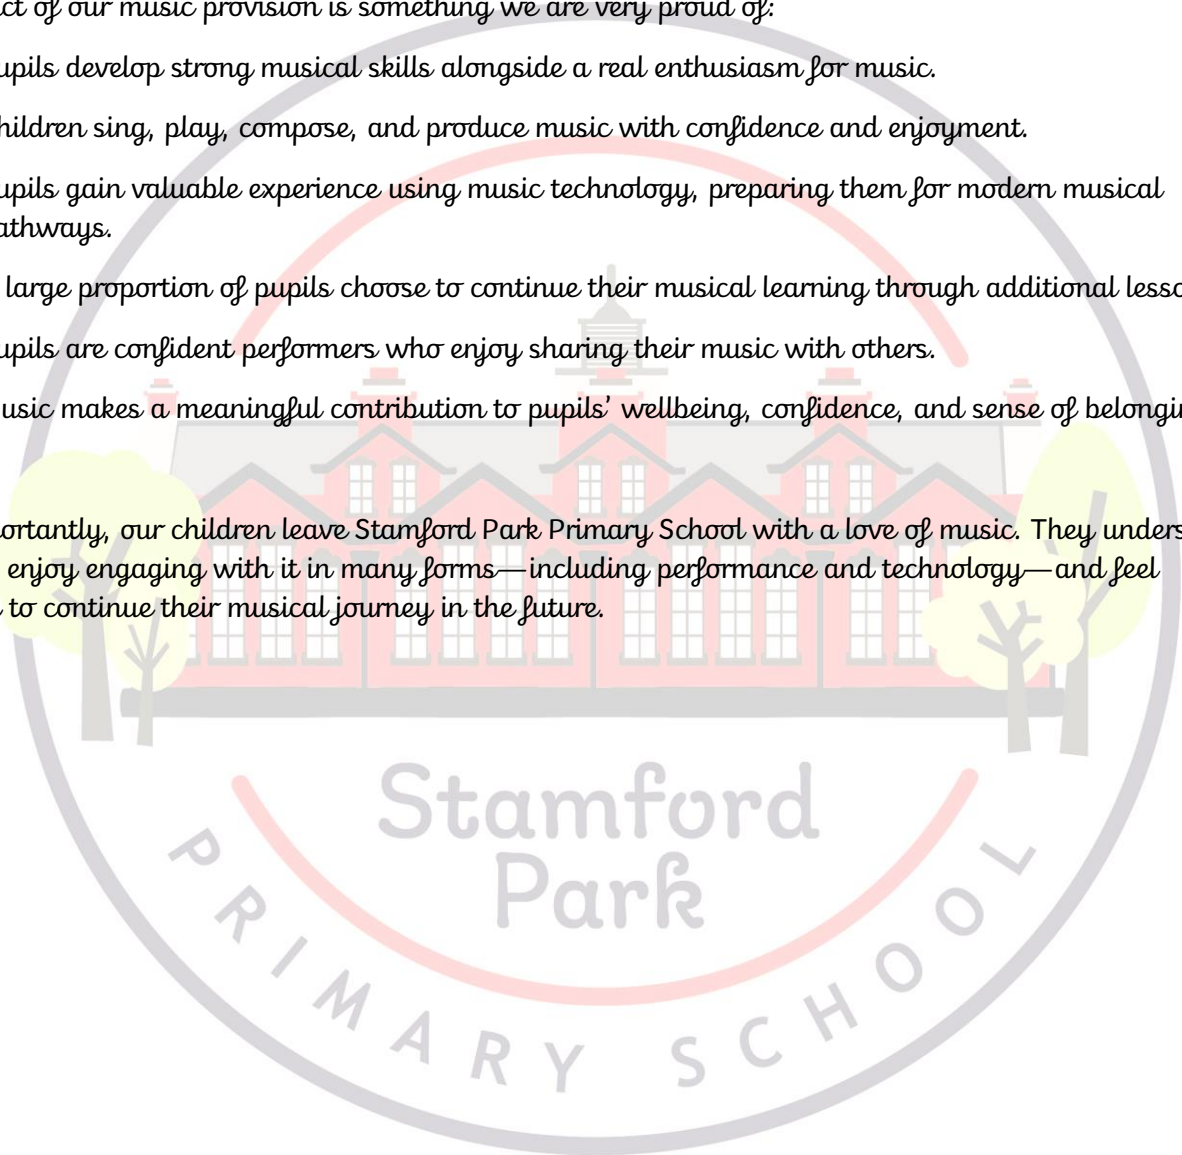 ct of our music provision is something we are very proud of:
upils develop strong musical skills alongside a real enthusiasm for music.
hildren sing, play, compose, and produce music with confidence and enjoyment.
upils gain valuable experience using music technology, preparing them for modern musical
athways.
large proportion of pupils choose to continue their musical learning through additional lesso
upils are confident performers who enjoy sharing their music with others.
usic makes a meaningful contribution to pupils’ wellbeing, confidence, and sense of belongin
portantly, our children leave Stamford Park Primary School with a love of music. They unders
enjoy engaging with it in many forms—including performance and technology—and feel
to continue their musical journey in the future.
Stamford
Park
PRIMARY SCHOOL